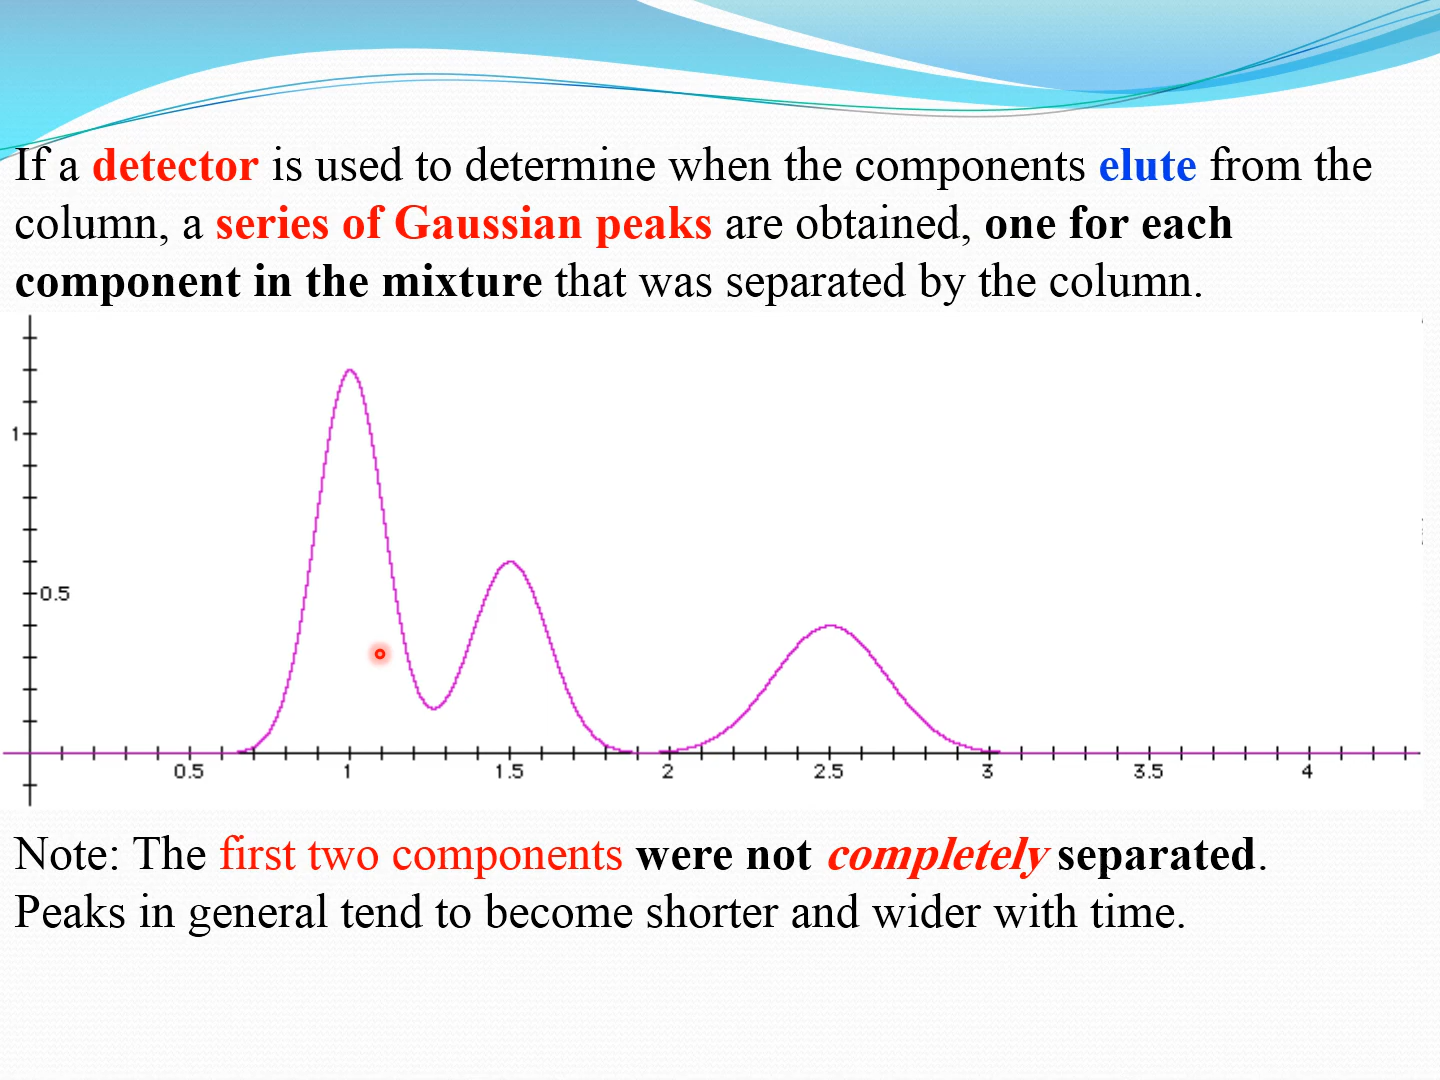 If a detector is used to determine when the components elute from the
column, a series of Gaussian peaks are obtained, one for each
component in the mixture that was separated by the column.
1
0.5
0.5 1 1.5 2 2.5 3 3.5 4
Note: The first two components were not completely separated.
Peaks in general tend to become shorter and wider with time.